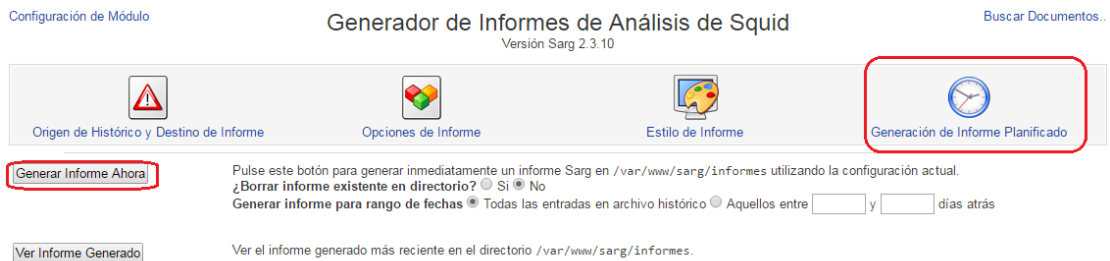 Configuración de Módulo
Generador de Informes de Análisis de Squid
Buscar Documentos..
Versión Sarg 2.3.10
Origen de Histórico y Destino de Informe
Opciones de Informe
Estilo de Informe
Generación de Informe Planificado
Generar Informe Ahora
Pulse este botón para generar inmediatamente un informe Sarg en /var/www/sarg/informes utilizando la configuración actual.
¿Borrar informe existente en directorio? Si No
Generar informe para rango de fechas Todas las entradas en archivo histórico Aquellos entre y días atrás
Ver Informe Generado
Ver el informe generado más reciente en el directorio /var/www/sarg/informes.